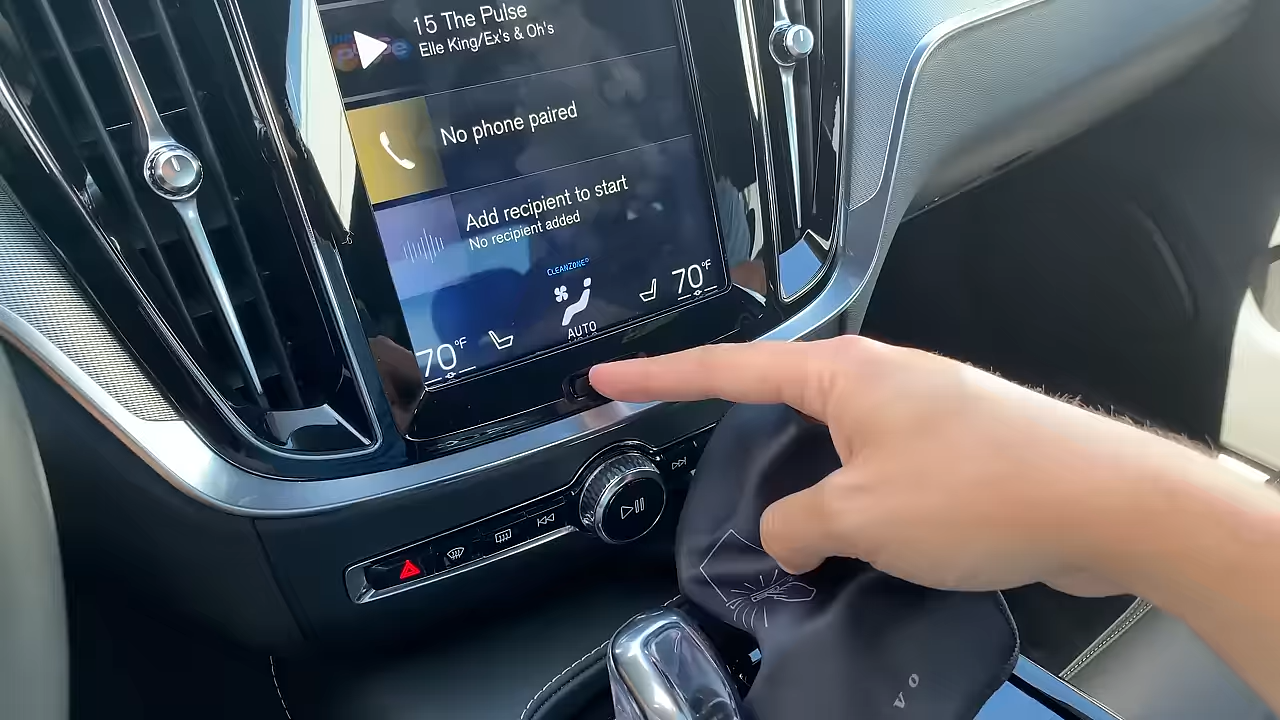 15 The Pulse
Elle King/Ex's & Oh's
No phone paired
Add recipient to start
No recipient added
CLEANZONE
70°F
AUTO
70°F
VO